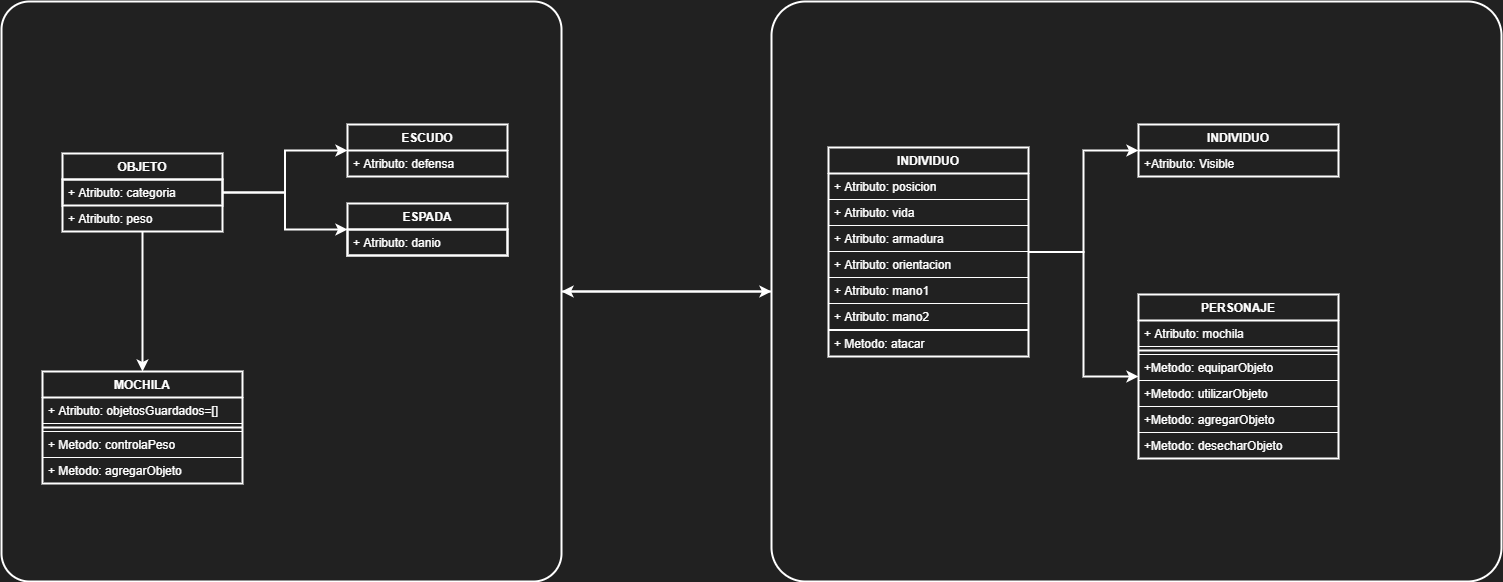 OBJETO
+ Atributo: categoria
+ Atributo: peso
ESCUDO
+ Atributo: defensa
ESPADA
+ Atributo: danio
MOCHILA
+ Atributo: objetosGuardados=[]
+ Metodo: controlaPeso
+ Metodo: agregarObjeto
INDIVIDUO
+ Atributo: posicion
+ Atributo: vida
+ Atributo: armadura
+ Atributo: orientacion
+ Atributo: mano1
+ Atributo: mano2
+ Metodo: atacar
INDIVIDUO
+Atributo: Visible
PERSONAJE
+ Atributo: mochila
+Metodo: equiparObjeto
+Metodo: utilizarObjeto
+Metodo: agregarObjeto
+Metodo: desecharObjeto